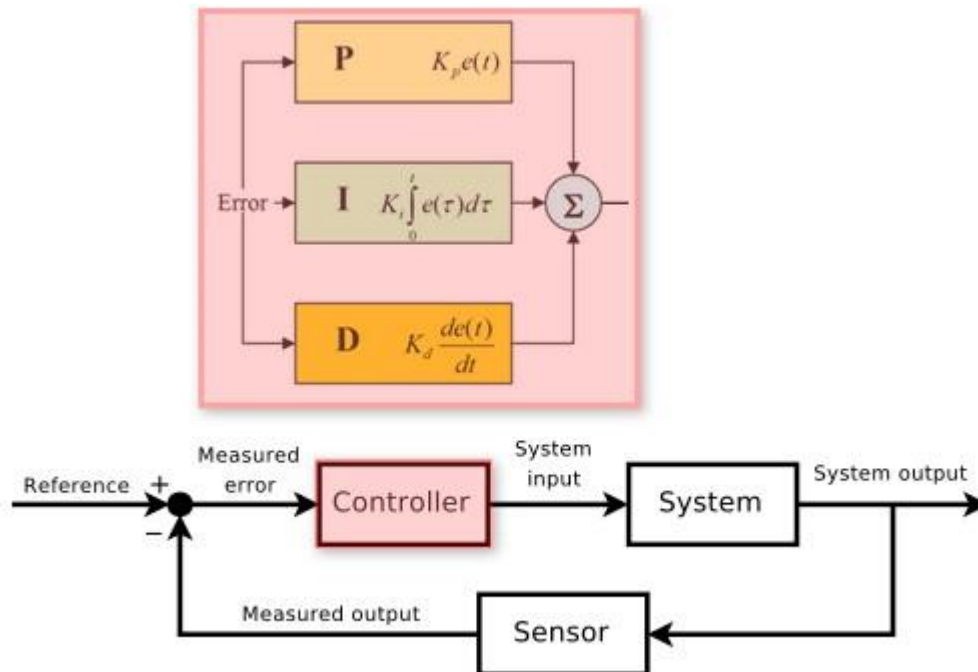 P K_p e(t)
t
Error I K_i ∫ e(τ)dτ Σ
0
D K_d de(t)/dt
Measured error
System input
System output
Reference
+
Controller
System
−
Measured output
Sensor